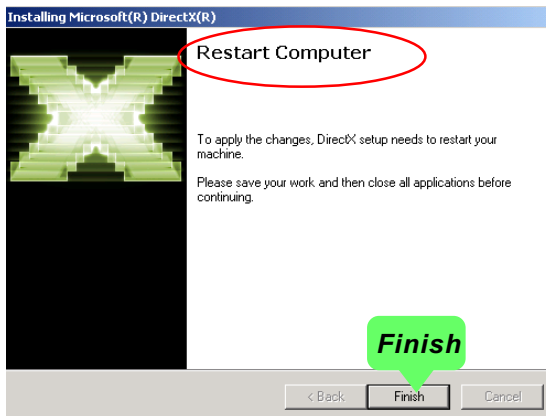 Installing Microsoft(R) DirectX(R)
Restart Computer
To apply the changes, DirectX setup needs to restart your
machine.
Please save your work and then close all applications before
continuing.
Finish
< Back
Finish
Cancel